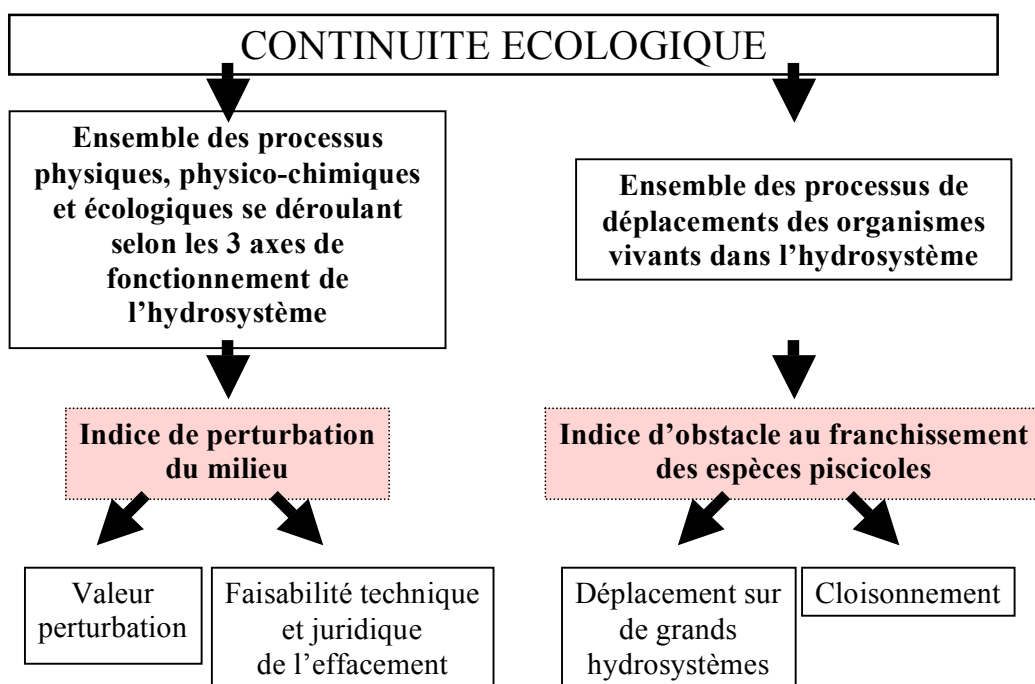 CONTINUITE ECOLOGIQUE
Ensemble des processus
physiques, physico-chimiques
et écologiques se déroulant
selon les 3 axes de
fonctionnement de
l’hydrosystème
Ensemble des processus de
déplacements des organismes
vivants dans l’hydrosystème
Indice de perturbation
du milieu
Indice d’obstacle au franchissement
des espèces piscicoles
Valeur
perturbation
Faisabilité technique
et juridique
de l’effacement
Déplacement sur
de grands
hydrosystèmes
Cloisonnement